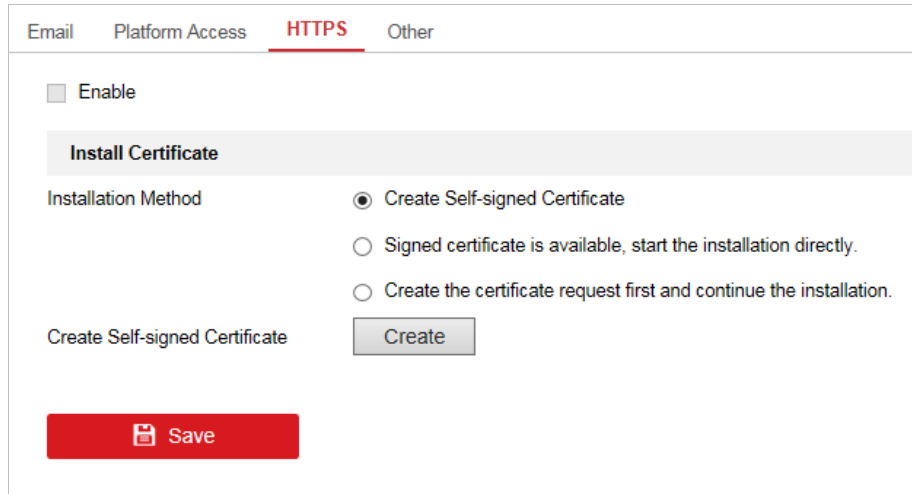 Email Platform Access HTTPS Other
Enable
Install Certificate
Installation Method Create Self-signed Certificate
Signed certificate is available, start the installation directly.
Create the certificate request first and continue the installation.
Create Self-signed Certificate Create
Save